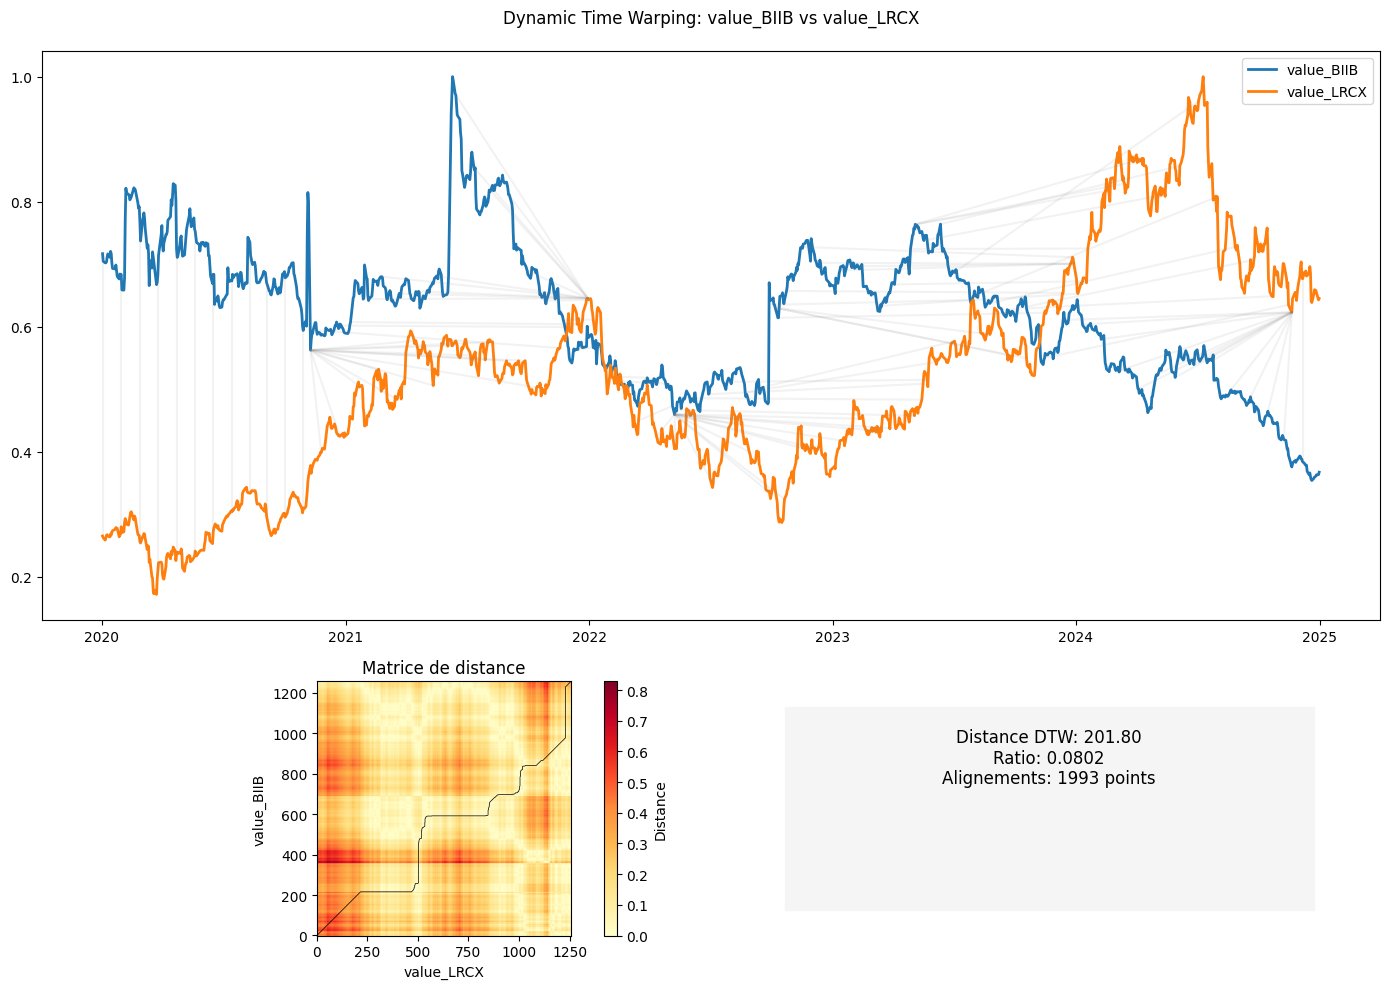 Dynamic Time Warping: value_BIIB vs value_LRCX
value_BIIB
value_LRCX
1.0
0.8
0.6
0.4
0.2
2020 2021 2022 2023 2024 2025
Matrice de distance
1200
1000
800
600
400
200
0
value_BIIB
0 250 500 750 1000 1250
value_LRCX
0.8
0.7
0.6
0.5
0.4
0.3
0.2
0.1
0.0
Distance
Distance DTW: 201.80
Ratio: 0.0802
Alignements: 1993 points